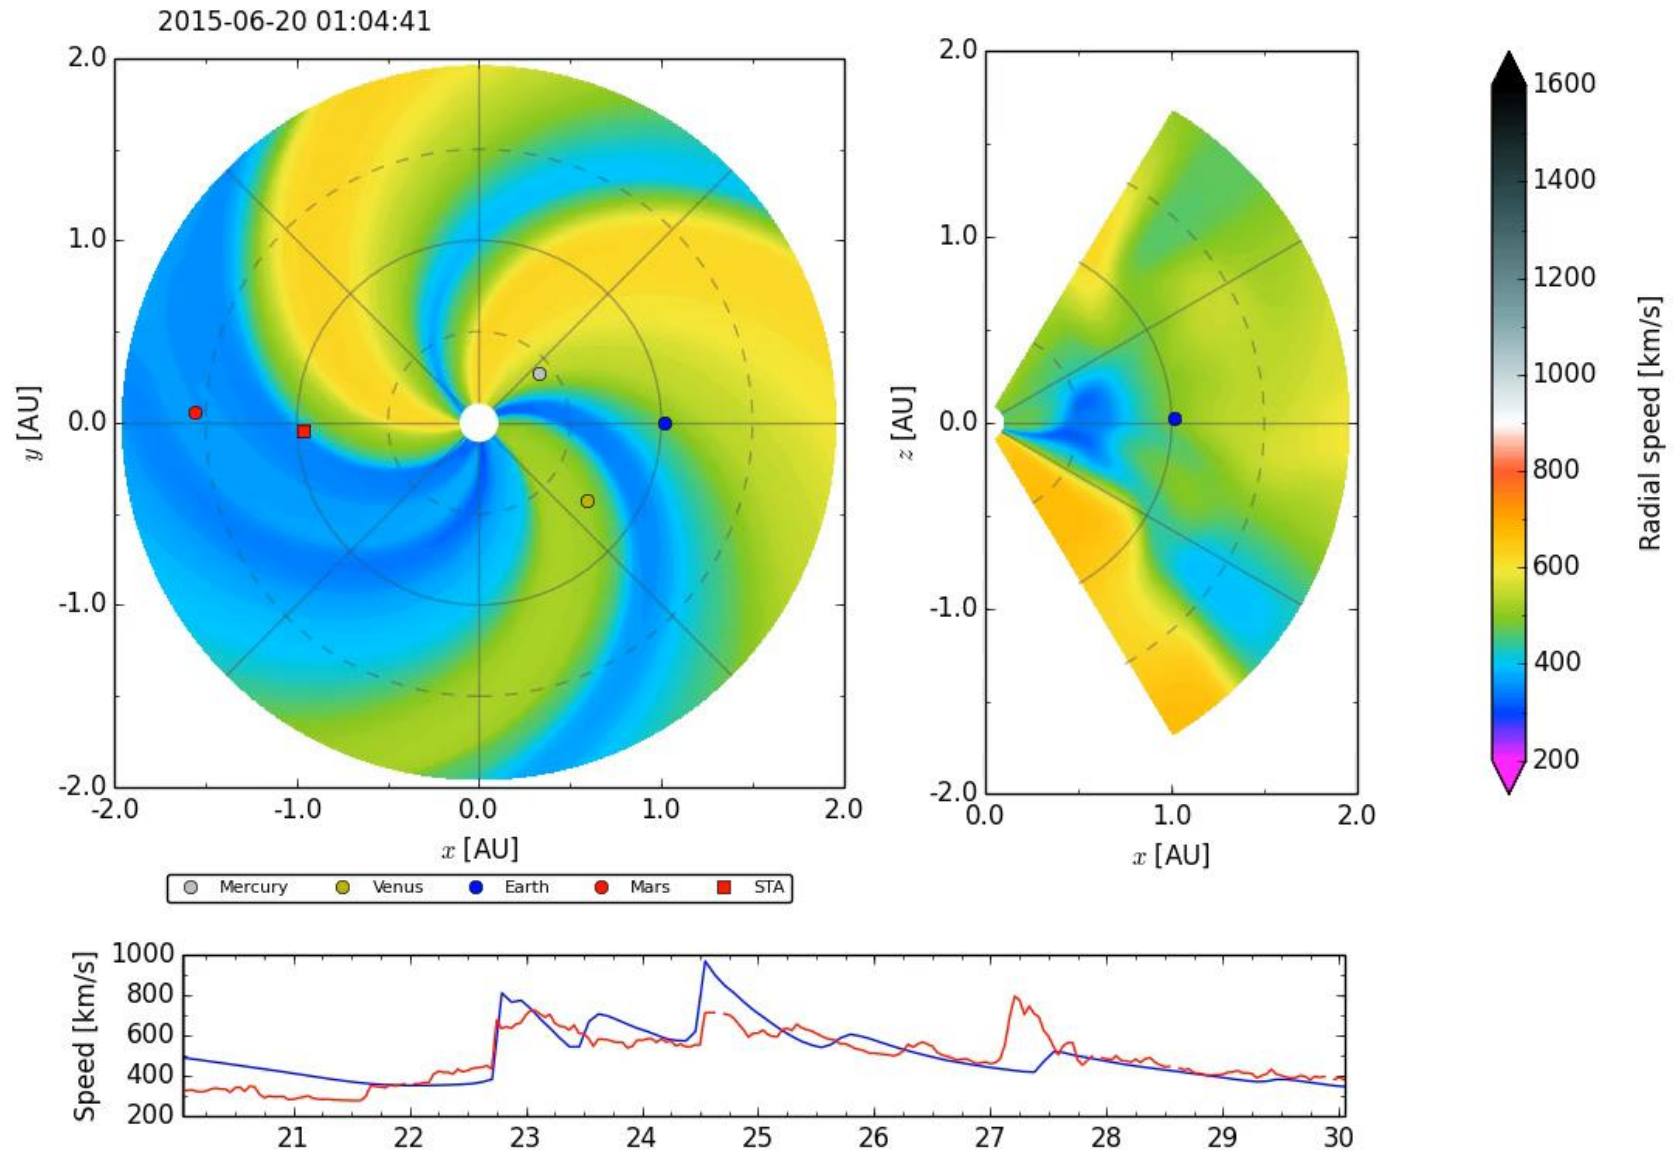 2015-06-20 01:04:41
2.0
1.0
0.0
-1.0
-2.0
y [AU]
-2.0 -1.0 0.0 1.0 2.0
x [AU]
2.0
1.0
0.0
-1.0
-2.0
z [AU]
0.0 1.0 2.0
x [AU]
1600
1400
1200
1000
800
600
400
200
Radial speed [km/s]
Mercury Venus Earth Mars STA
1000
800
600
400
200
Speed [km/s]
21 22 23 24 25 26 27 28 29 30